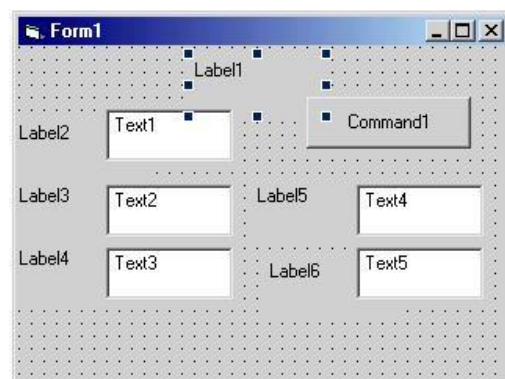 Form1
Label1
Command1
Label2 Text1
Label3 Text2 Label5 Text4
Label4 Text3 Label6 Text5